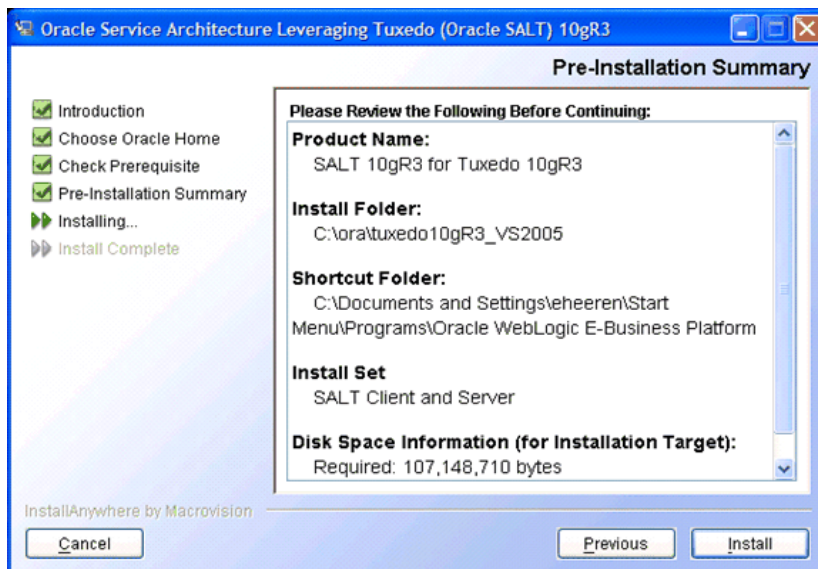 Oracle Service Architecture Leveraging Tuxedo (Oracle SALT) 10gR3
Pre-Installation Summary
Introduction
Choose Oracle Home
Check Prerequisite
Pre-Installation Summary
Installing...
Install Complete
Please Review the Following Before Continuing:
Product Name:
SALT 10gR3 for Tuxedo 10gR3
Install Folder:
C:\ora\tuxedo10gR3_VS2005
Shortcut Folder:
C:\Documents and Settings\eheeren\Start
Menu\Programs\Oracle WebLogic E-Business Platform
Install Set
SALT Client and Server
Disk Space Information (for Installation Target):
Required: 107,148,710 bytes
InstallAnywhere by Macrovision
Cancel
Previous
Install